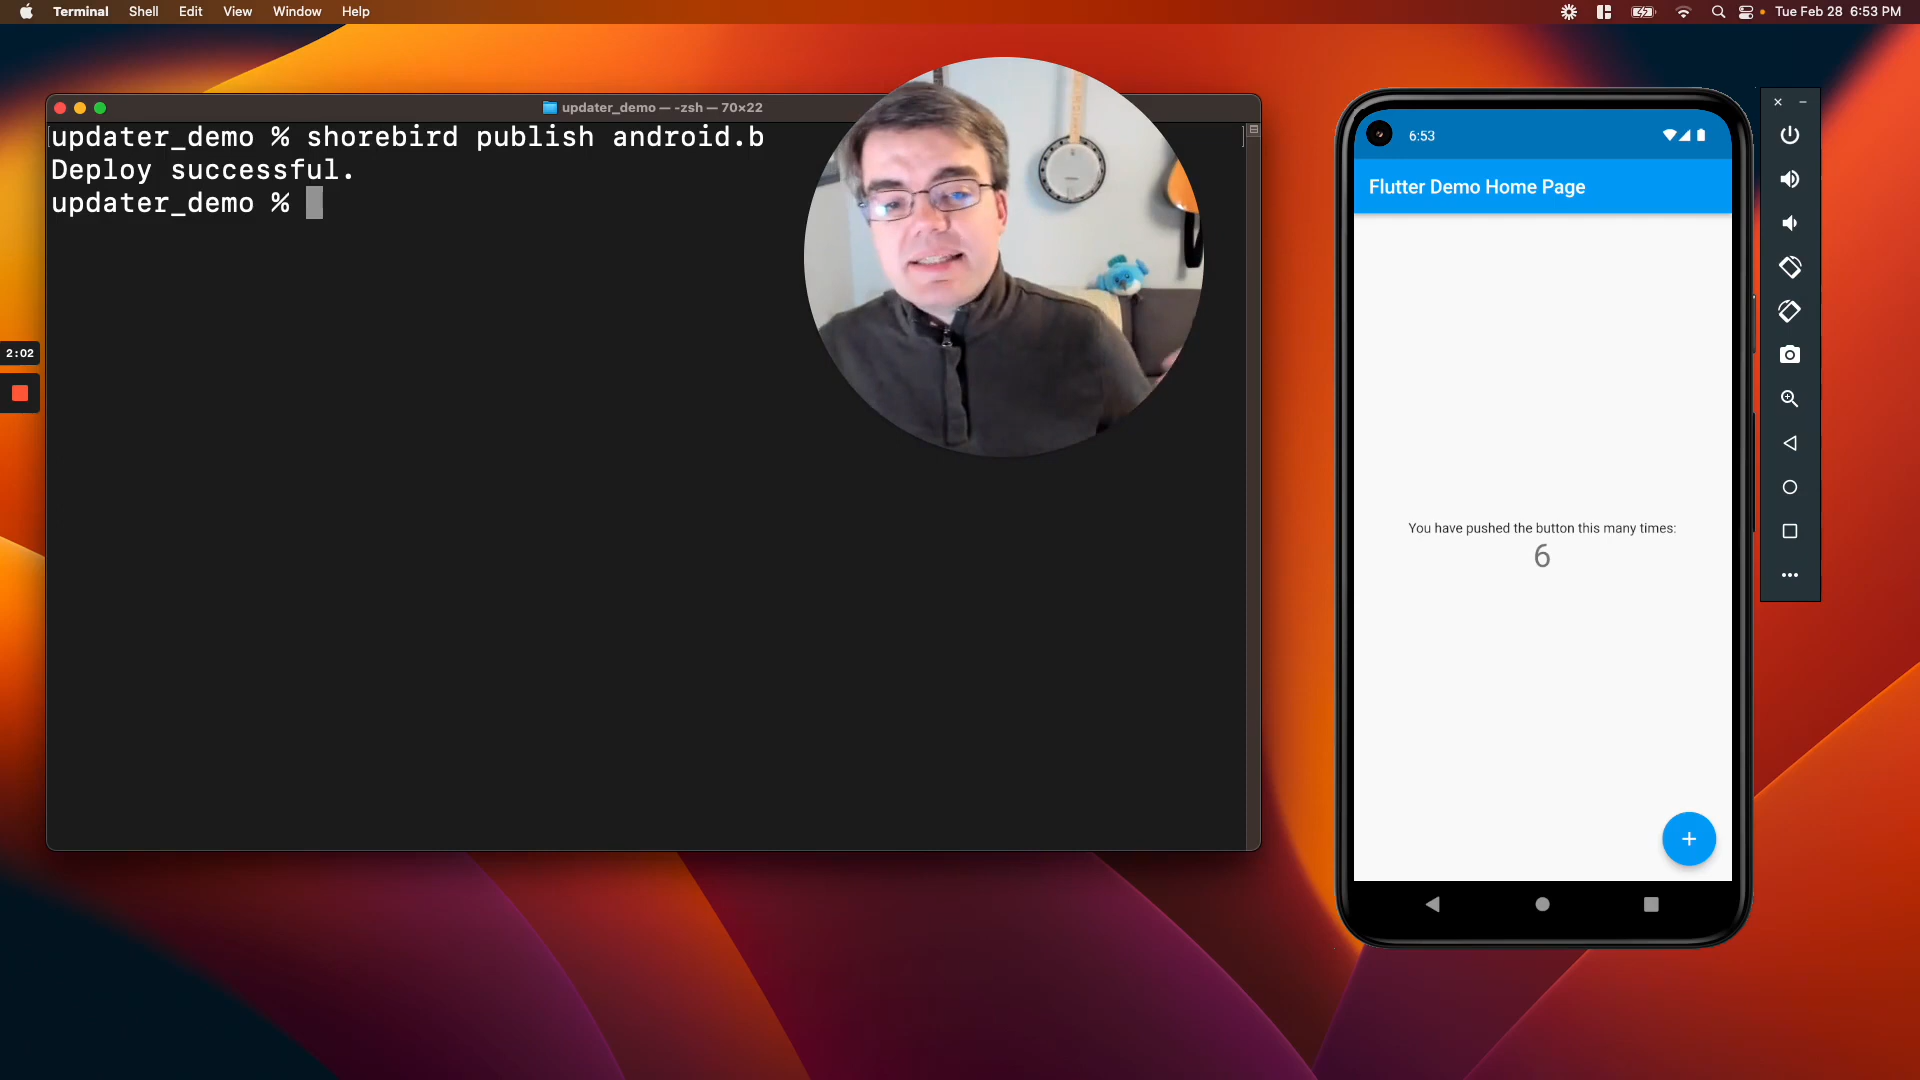 Terminal Shell Edit View Window Help
Tue Feb 28 6:53 PM
updater_demo — -zsh — 70×22
updater_demo % shorebird publish android.b
Deploy successful.
updater_demo %
2:02
6:53
Flutter Demo Home Page
You have pushed the button this many times:
6